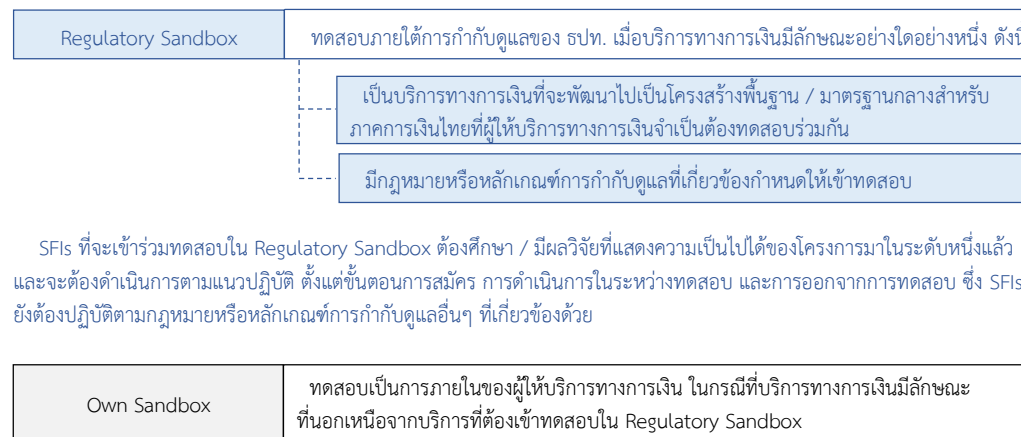 Regulatory Sandbox
ทดสอบภายใต้การกำกับดูแลของ ธปท. เมื่อบริการทางการเงินมีลักษณะอย่างใดอย่างหนึ่ง
เป็นบริการทางการเงินที่จะพัฒนาไปเป็นโครงสร้างพื้นฐาน / มาตรฐานกลางสำหรับ
ภาคการเงินไทยที่ผู้ให้บริการทางการเงินจำเป็นต้องทดสอบร่วมกัน
มีกฎหมายหรือหลักเกณฑ์การกำกับดูแลที่เกี่ยวข้องกำหนดให้เข้าทดสอบ
SFIs ที่จะเข้าร่วมทดสอบใน Regulatory Sandbox ต้องศึกษา / มีผลวิจัยที่แสดงความเป็นไปได้ของโครงการมาในระดับหนึ่งแล้ว
และจะต้องดำเนินการตามแนวปฏิบัติ ตั้งแต่ขั้นตอนการสมัคร การดำเนินการในระหว่างทดสอบ และการออกจากการทดสอบ ซึ่ง SFIs
ยังต้องปฏิบัติตามกฎหมายหรือหลักเกณฑ์การกำกับดูแลอื่นๆ ที่เกี่ยวข้องด้วย
Own Sandbox
ทดสอบเป็นการภายในของผู้ให้บริการทางการเงิน ในกรณีที่บริการทางการเงินมีลักษณะ
ที่นอกเหนือจากบริการที่ต้องเข้าทดสอบใน Regulatory Sandbox